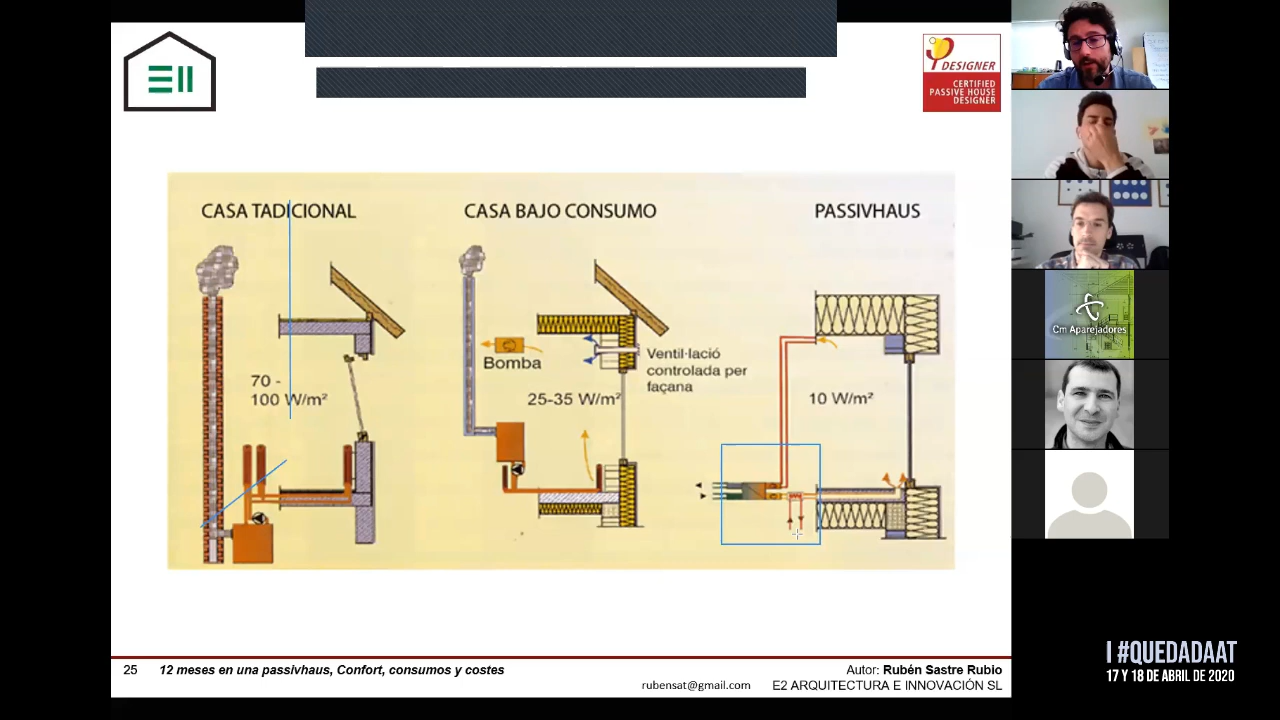 DESIGNER
CERTIFIED
PASSIVE HOUSE
DESIGNER
CASA TADICIONAL
CASA BAJO CONSUMO
PASSIVHAUS
Bomba
Ventil·lació
controlada per
façana
70 -
100 W/m²
25-35 W/m²
10 W/m²
Cm Aparejadores
25
12 meses en una passivhaus, Confort, consumos y costes
Autor: Rubén Sastre Rubio
rubensat@gmail.com
E2 ARQUITECTURA E INNOVACIÓN SL
I #QUEDADAAT
17 Y 18 DE ABRIL DE 2020